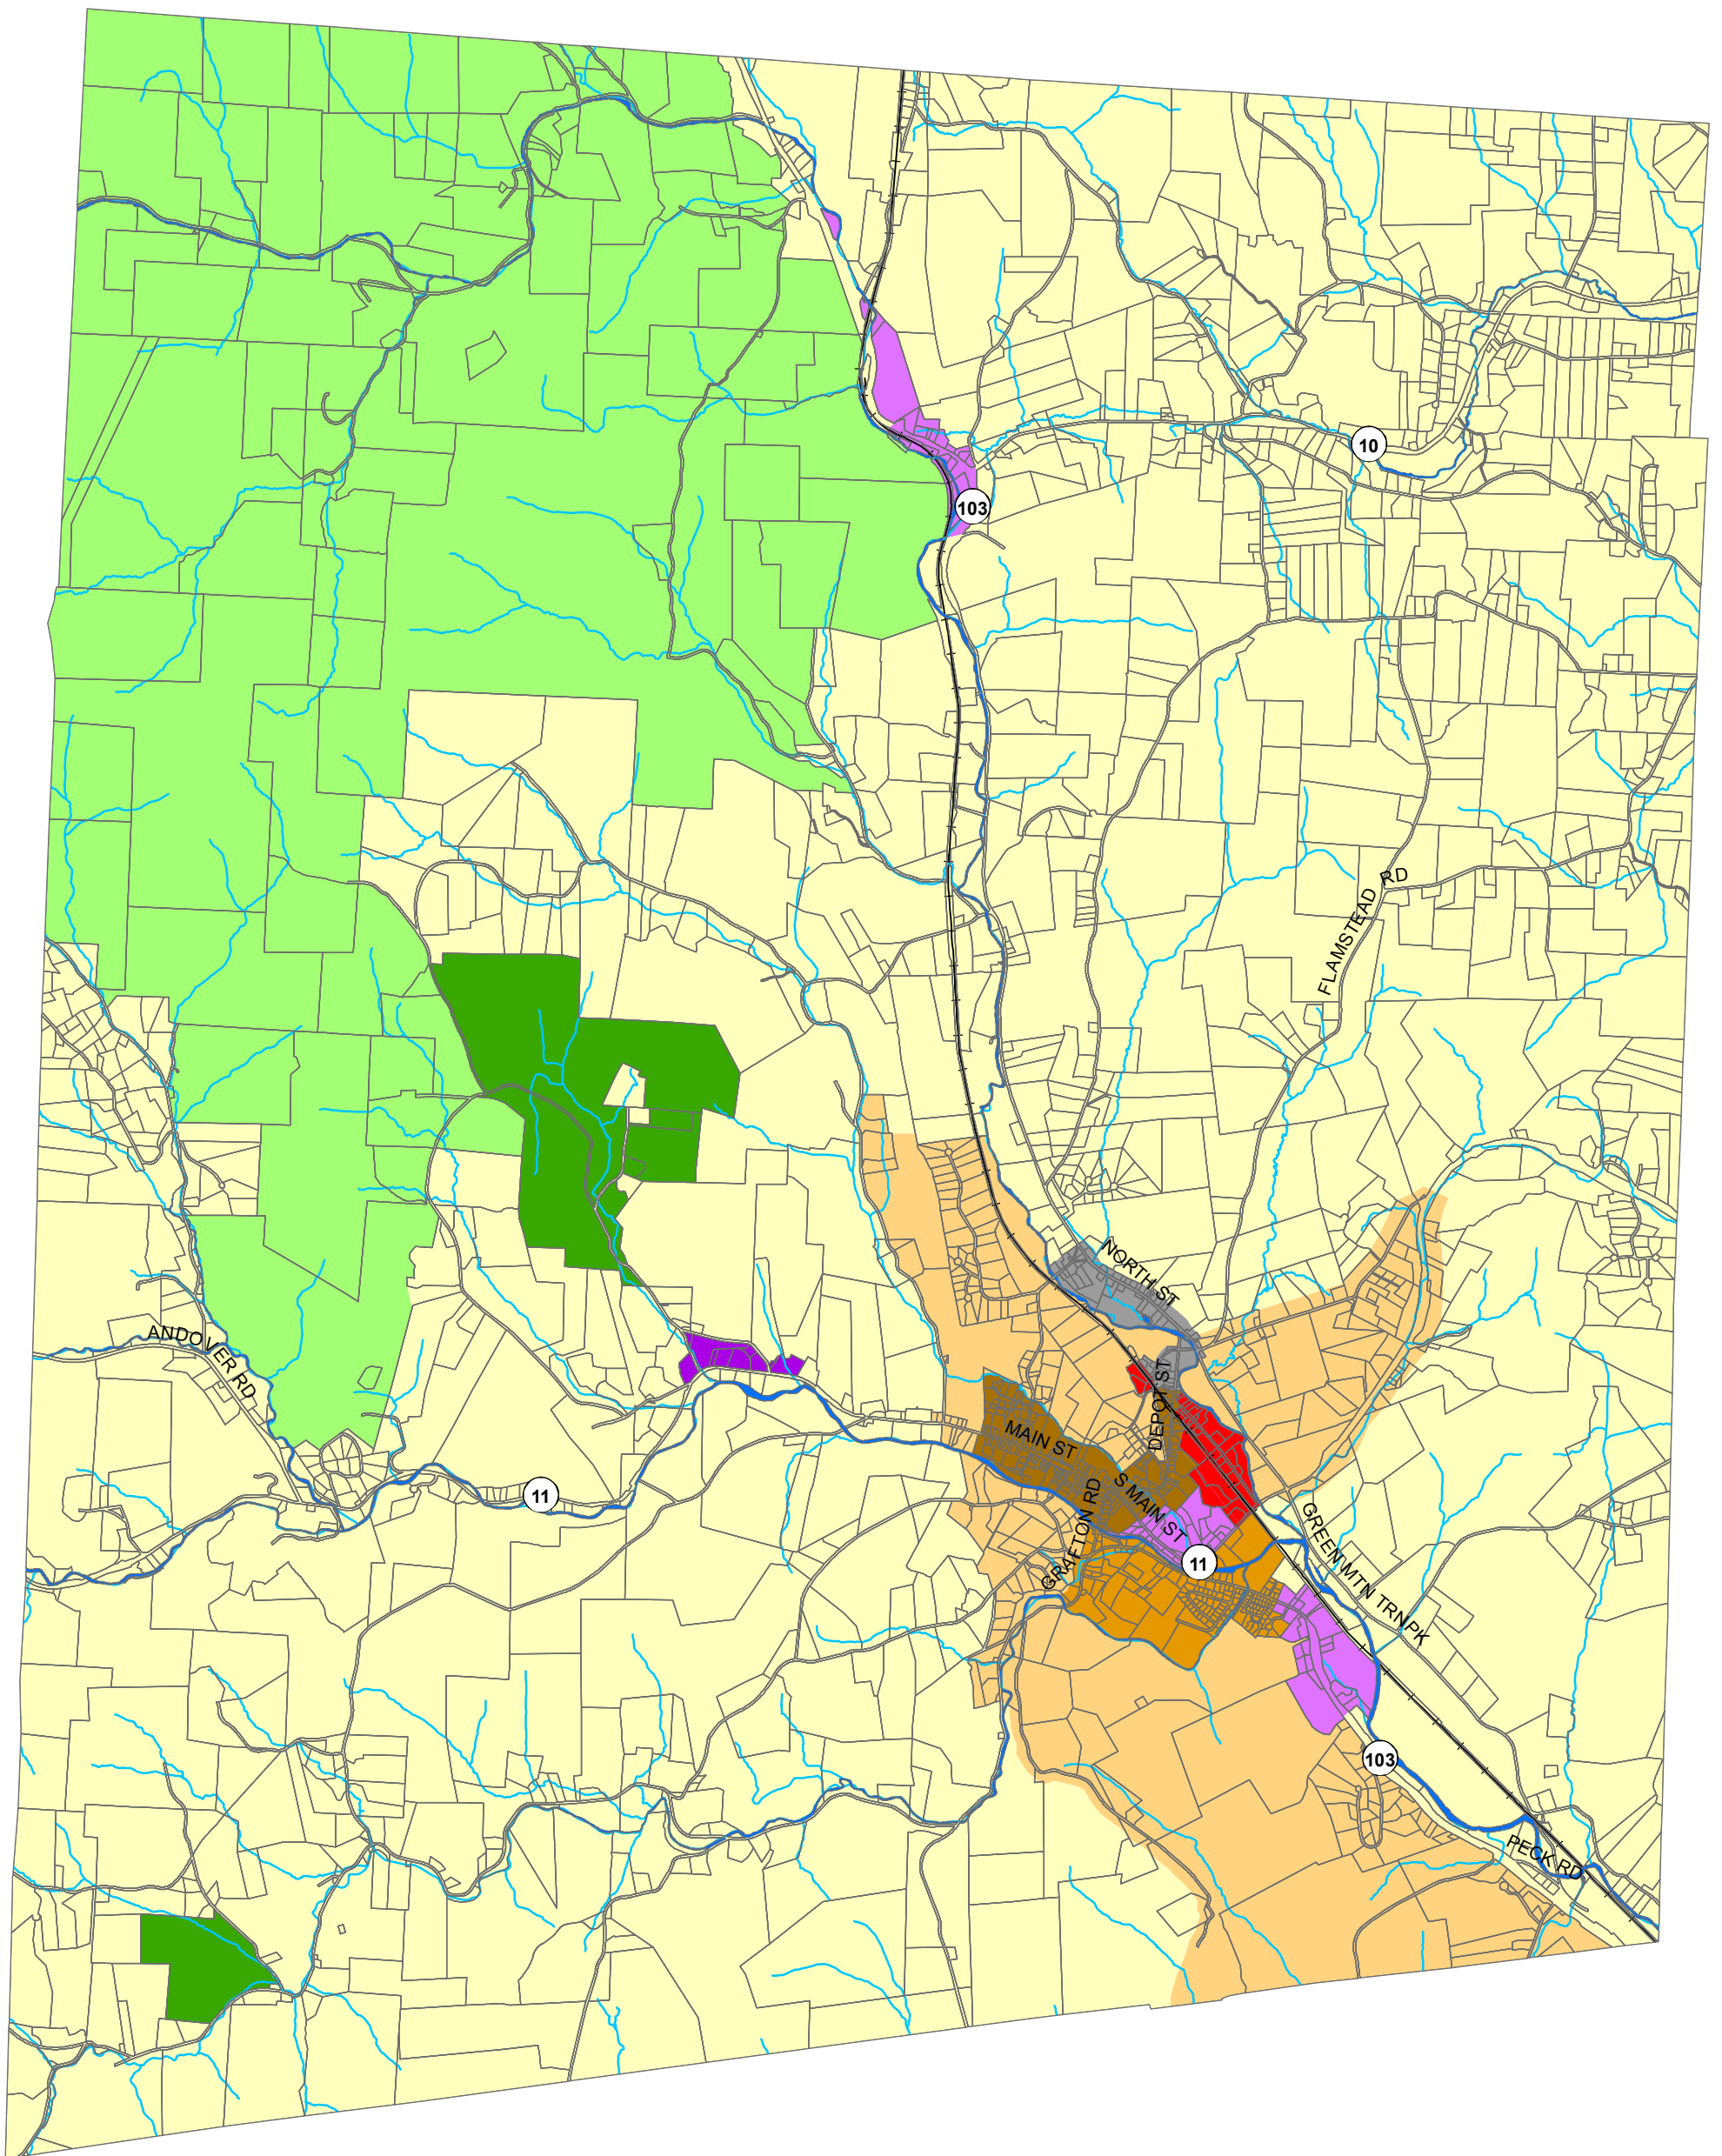 10
103
FLAMSTEAD RD
NORTH ST
ANDOVER RD
DEPOT ST
MAIN ST
11
S MAIN ST
GRAFTON RD
11
GREEN MTN TRNPK
103
PECK RD